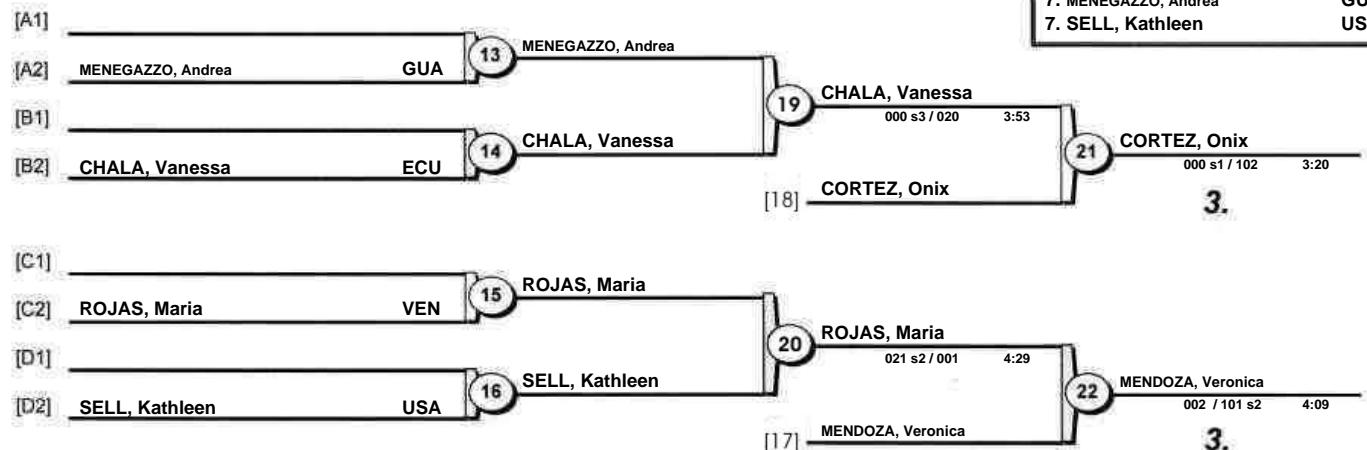 7. MENEGAZZO, Andrea GU
7. SELL, Kathleen US
[A1]
[A2] MENEGAZZO, Andrea GUA
13 MENEGAZZO, Andrea
[B1]
[B2] CHALA, Vanessa ECU
14 CHALA, Vanessa
19 CHALA, Vanessa
000 s3 / 020 3:53
[18] CORTEZ, Onix
21 CORTEZ, Onix
000 s1 / 102 3:20
3.
[C1]
[C2] ROJAS, Maria VEN
15 ROJAS, Maria
[D1]
[D2] SELL, Kathleen USA
16 SELL, Kathleen
20 ROJAS, Maria
021 s2 / 001 4:29
[17] MENDOZA, Veronica
22 MENDOZA, Veronica
002 / 101 s2 4:09
3.